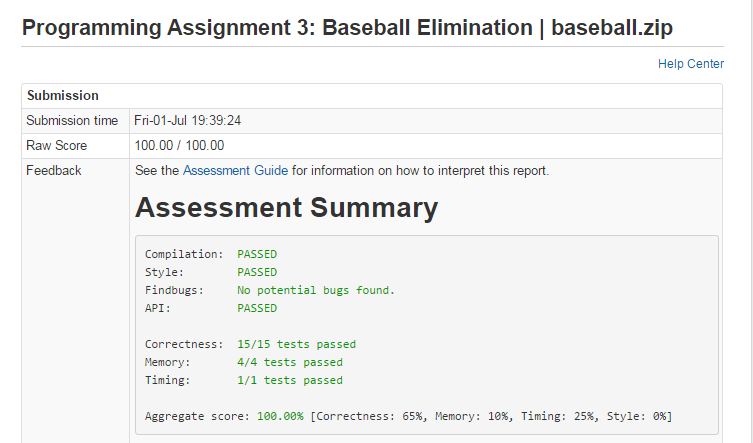 Programming Assignment 3: Baseball Elimination | baseball.zip
Help Center
Submission
Submission time Fri-01-Jul 19:39:24
Raw Score 100.00 / 100.00
Feedback See the Assessment Guide for information on how to interpret this report.
Assessment Summary
Compilation: PASSED
Style: PASSED
Findbugs: No potential bugs found.
API: PASSED
Correctness: 15/15 tests passed
Memory: 4/4 tests passed
Timing: 1/1 tests passed
Aggregate score: 100.00% [Correctness: 65%, Memory: 10%, Timing: 25%, Style: 0%]